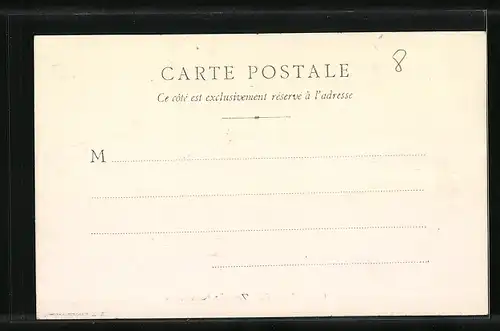 8
CARTE POSTALE
Ce côté est exclusivement réservé à l'adresse
M